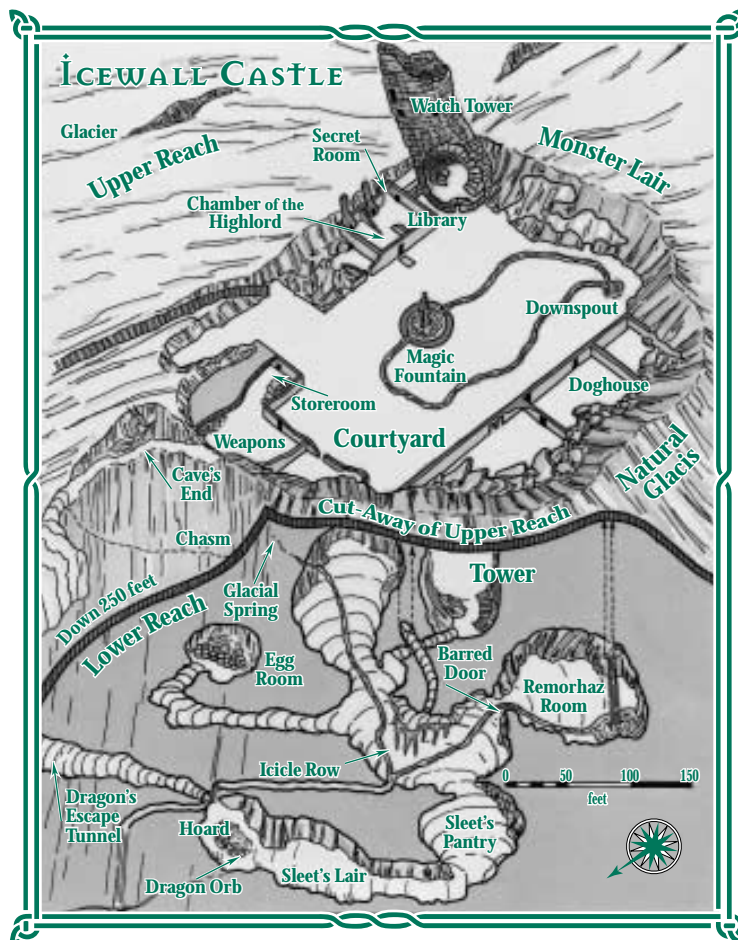 ICEWALL CASTLE
Watch Tower
Glacier
Upper Reach
Secret
Room
Monster Lair
Chamber of the
Highlord
Library
Downspout
Magic
Fountain
Doghouse
Storeroom
Weapons
Courtyard
Natural
Glacis
Cave's
End
Cut-Away of Upper Reach
Chasm
Tower
Down 250 feet
Glacial
Spring
Lower Reach
Egg
Room
Barred
Door
Remorhaz
Room
Icicle Row
0 50 100 150
feet
Dragon's
Escape
Tunnel
Hoard
Sleet's
Pantry
Dragon Orb
Sleet's Lair